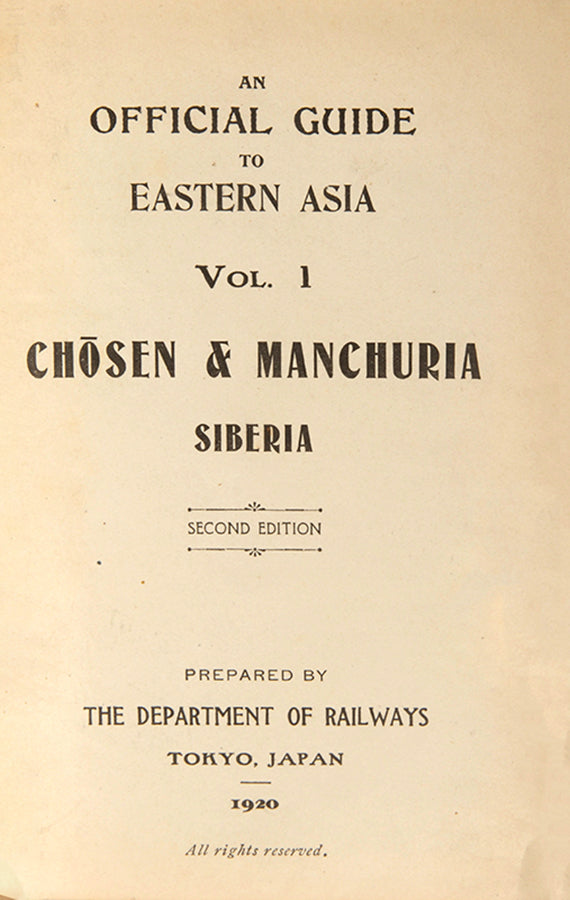 AN
OFFICIAL GUIDE
TO
EASTERN ASIA
VOL. 1
CHŌSEN & MANCHURIA
SIBERIA
SECOND EDITION
PREPARED BY
THE DEPARTMENT OF RAILWAYS
TOKYO, JAPAN
1920
All rights reserved.